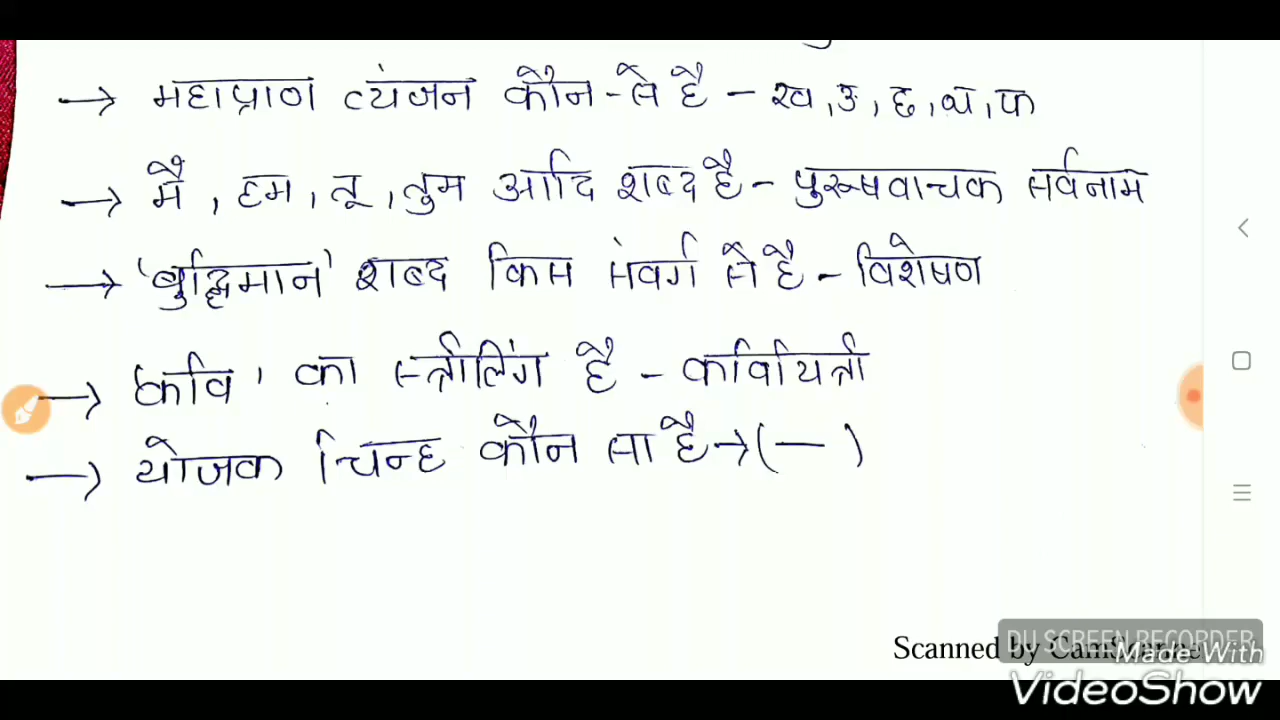 → महाप्राण व्यंजन कौन-से है - ख, उ, छ, थ, फ
→ मै, हम, तू, तुम आदि शब्द है - पुरूषवाचक सर्वनाम
→ 'बुद्धिमान' शब्द किस संवर्ग से है - विशेषण
→ 'कवि' का स्त्रीलिंग है - कवियित्री
→ योजक चिन्ह कौन सा है → (—)
Scanned by CamScanne
DU SCREEN RECORDER
Made With
VideoShow